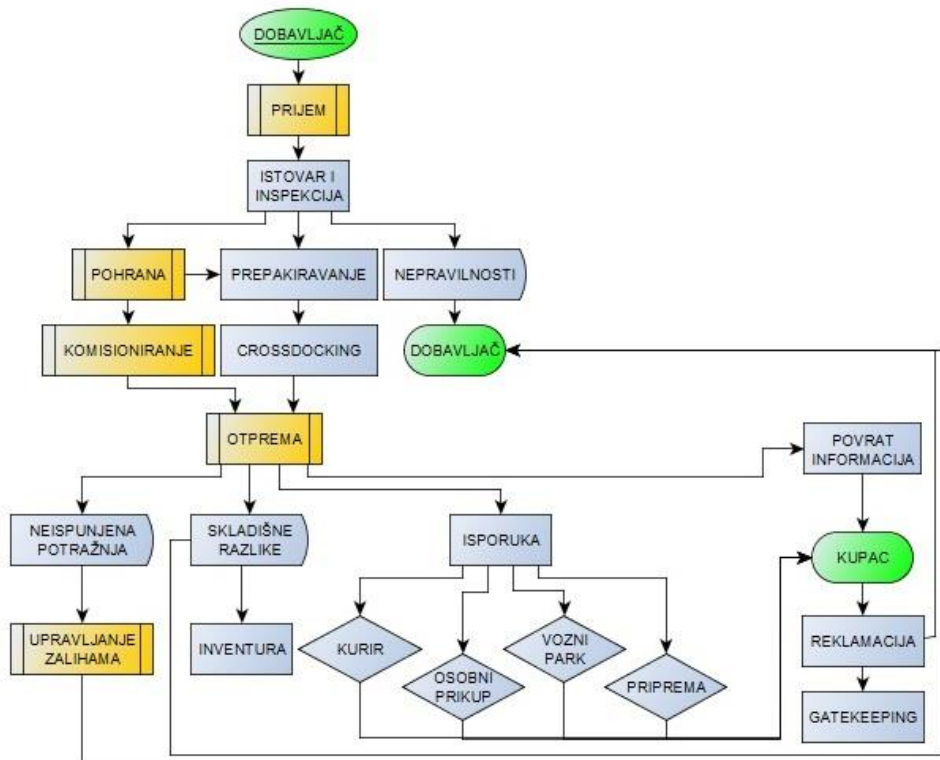 DOBAVLJAČ
PRIJEM
ISTOVAR I
INSPEKCIJA
POHRANA
PREPAKIRAVANJE
NEPRAVILNOSTI
KOMISIONIRANJE
CROSSDOCKING
DOBAVLJAČ
OTPREMA
POVRAT
INFORMACIJA
NEISPUNJENA
POTRAŽNJA
SKLADIŠNE
RAZLIKE
ISPORUKA
KUPAC
UPRAVLJANJE
ZALIHAMA
INVENTURA
KURIR
OSOBNI
PRIKUP
VOZNI
PARK
PRIPREMA
REKLAMACIJA
GATEKEEPING